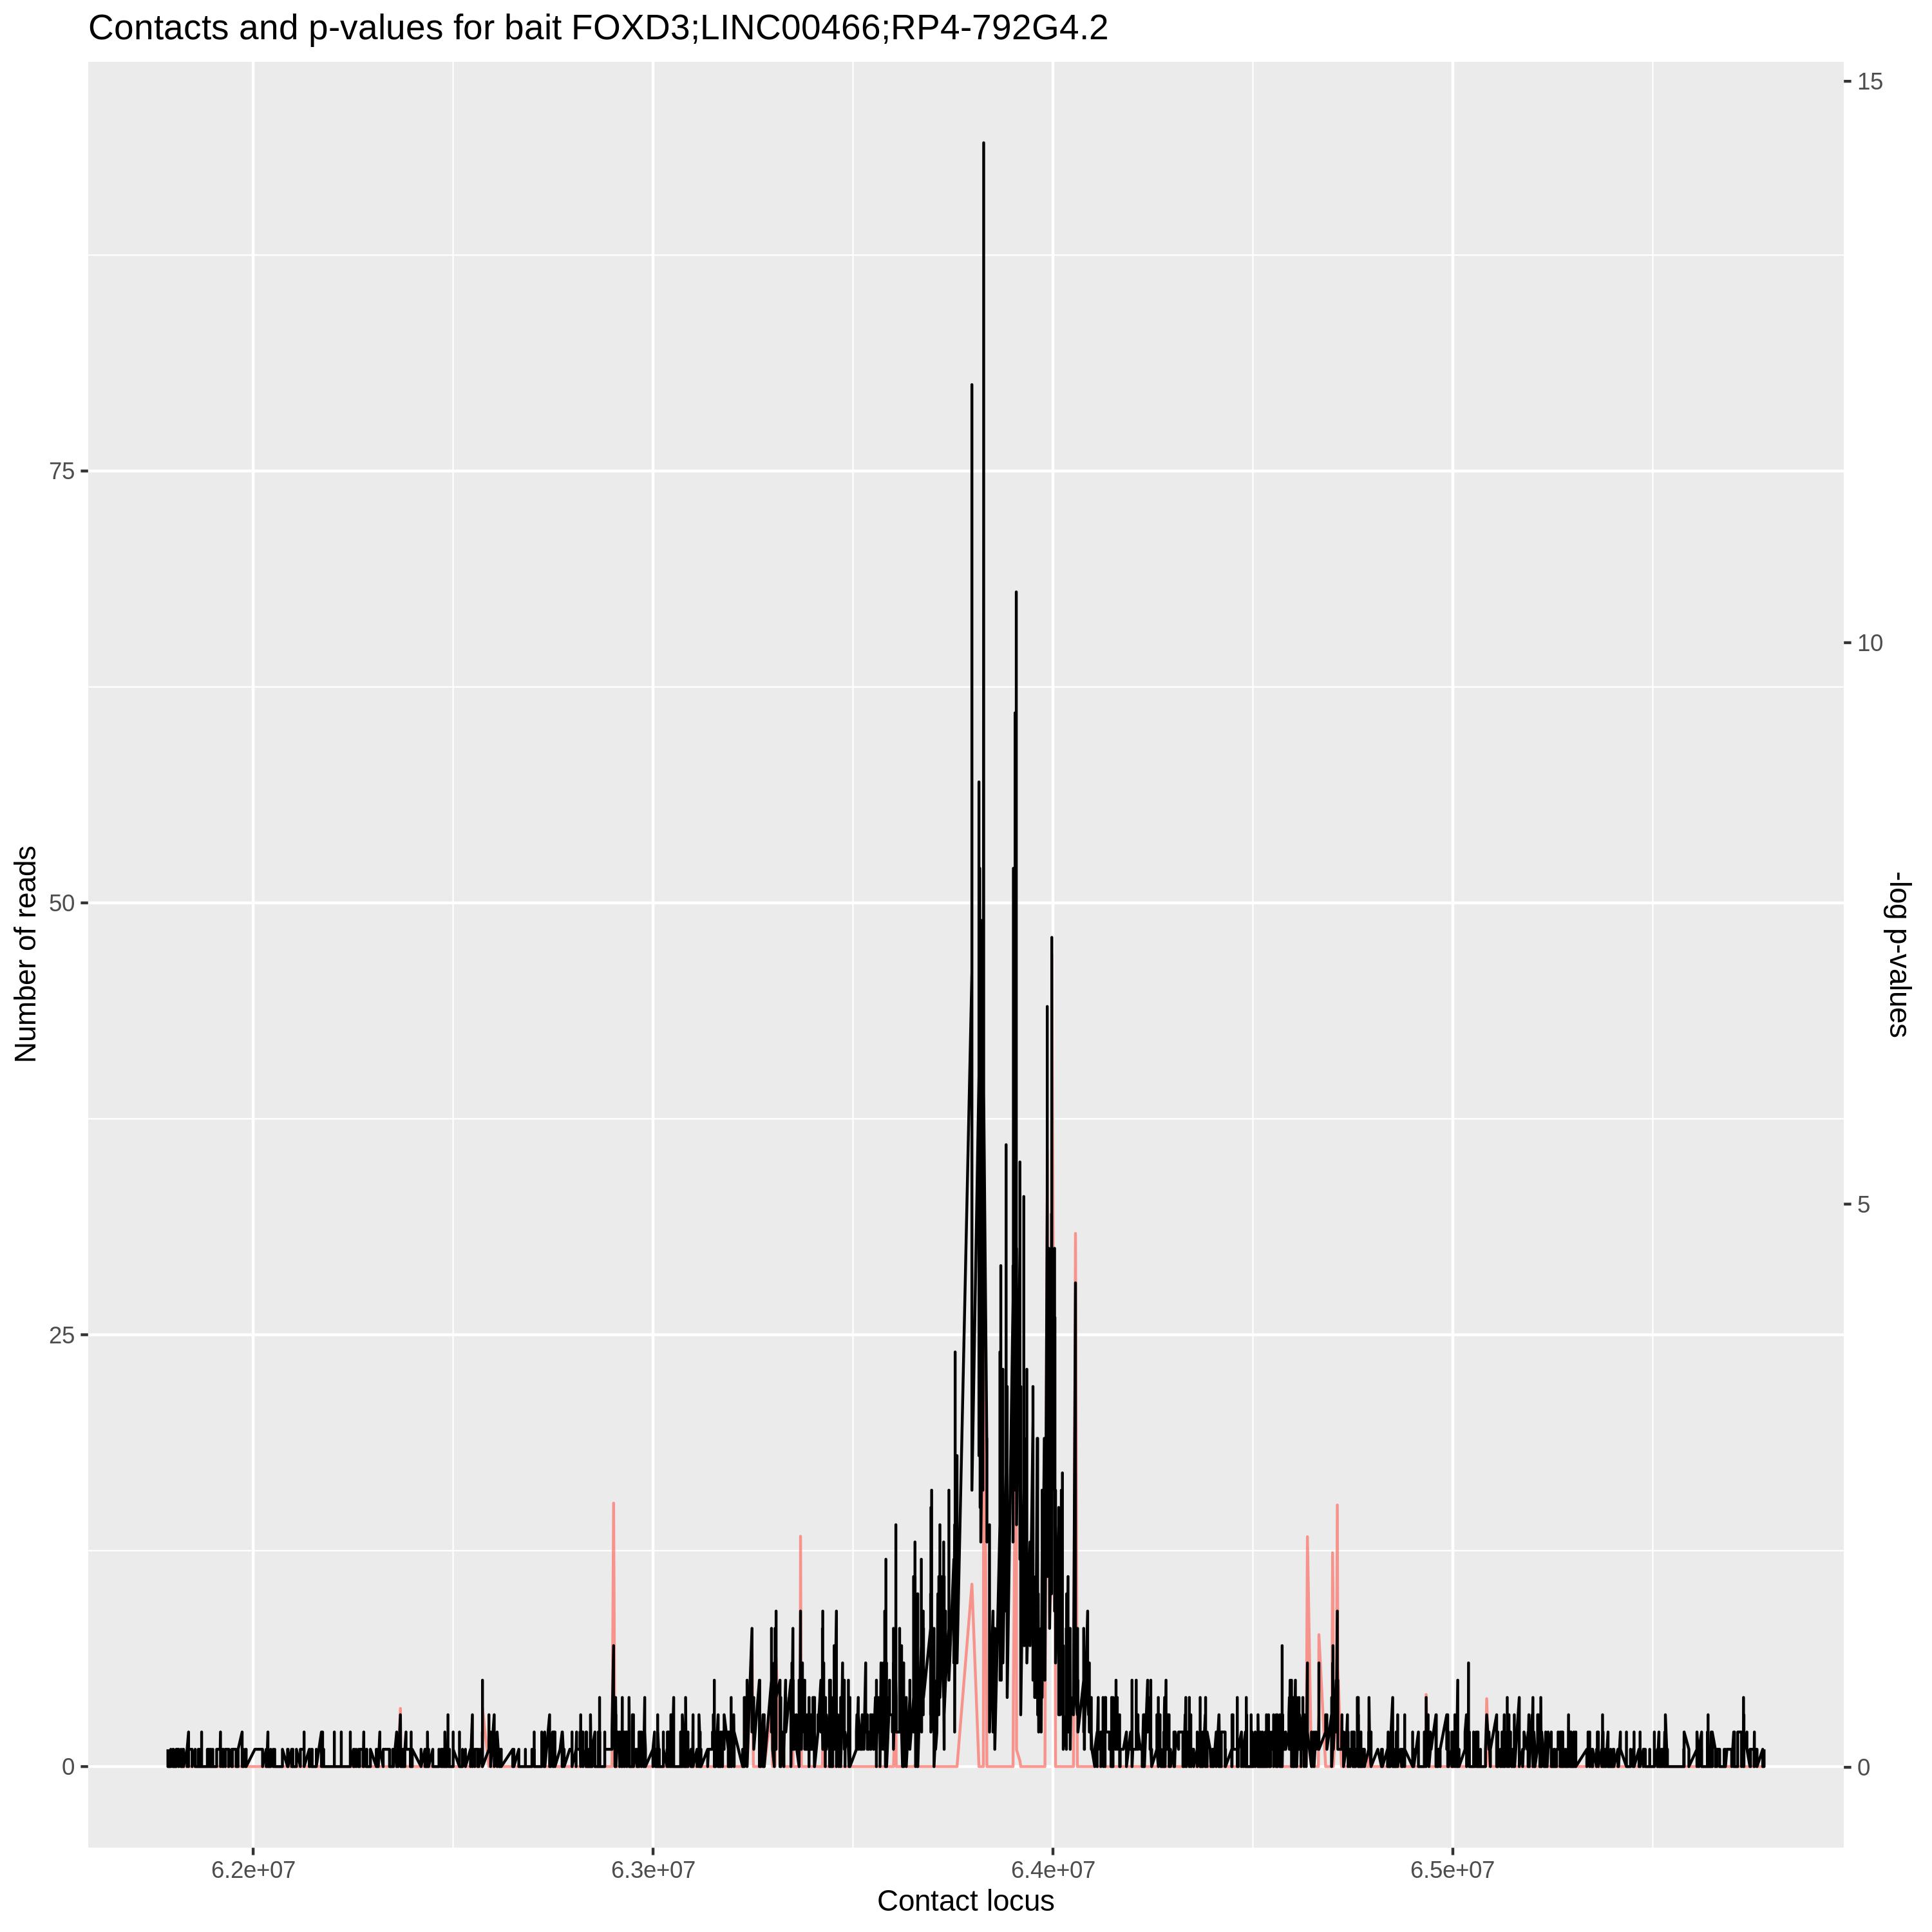 Contacts and p-values for bait FOXD3;LINC00466;RP4-792G4.2
15
75
10
Number of reads
50
-log p-values
5
25
0
0
6.2e+07
6.3e+07
6.4e+07
6.5e+07
Contact locus